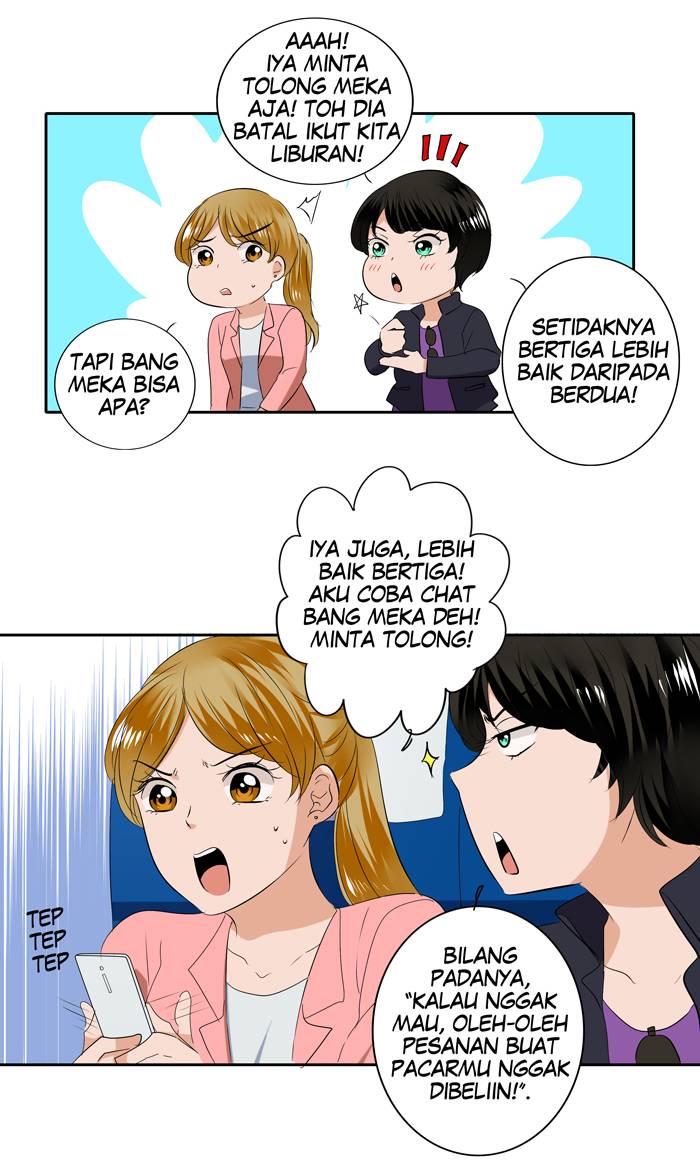 AAAH!
IYA MINTA
TOLONG MEKA
AJA! TOH DIA
BATAL IKUT KITA
LIBURAN!
TAPI BANG
MEKA BISA
APA?
SETIDAKNYA
BERTIGA LEBIH
BAIK DARIPADA
BERDUA!
IYA JUGA, LEBIH
BAIK BERTIGA!
AKU COBA CHAT
BANG MEKA DEH!
MINTA TOLONG!
TEP
TEP
TEP
BILANG
PADANYA,
"KALAU NGGAK
MAU, OLEH-OLEH
PESANAN BUAT
PACARMU NGGAK
DIBELIIN!".